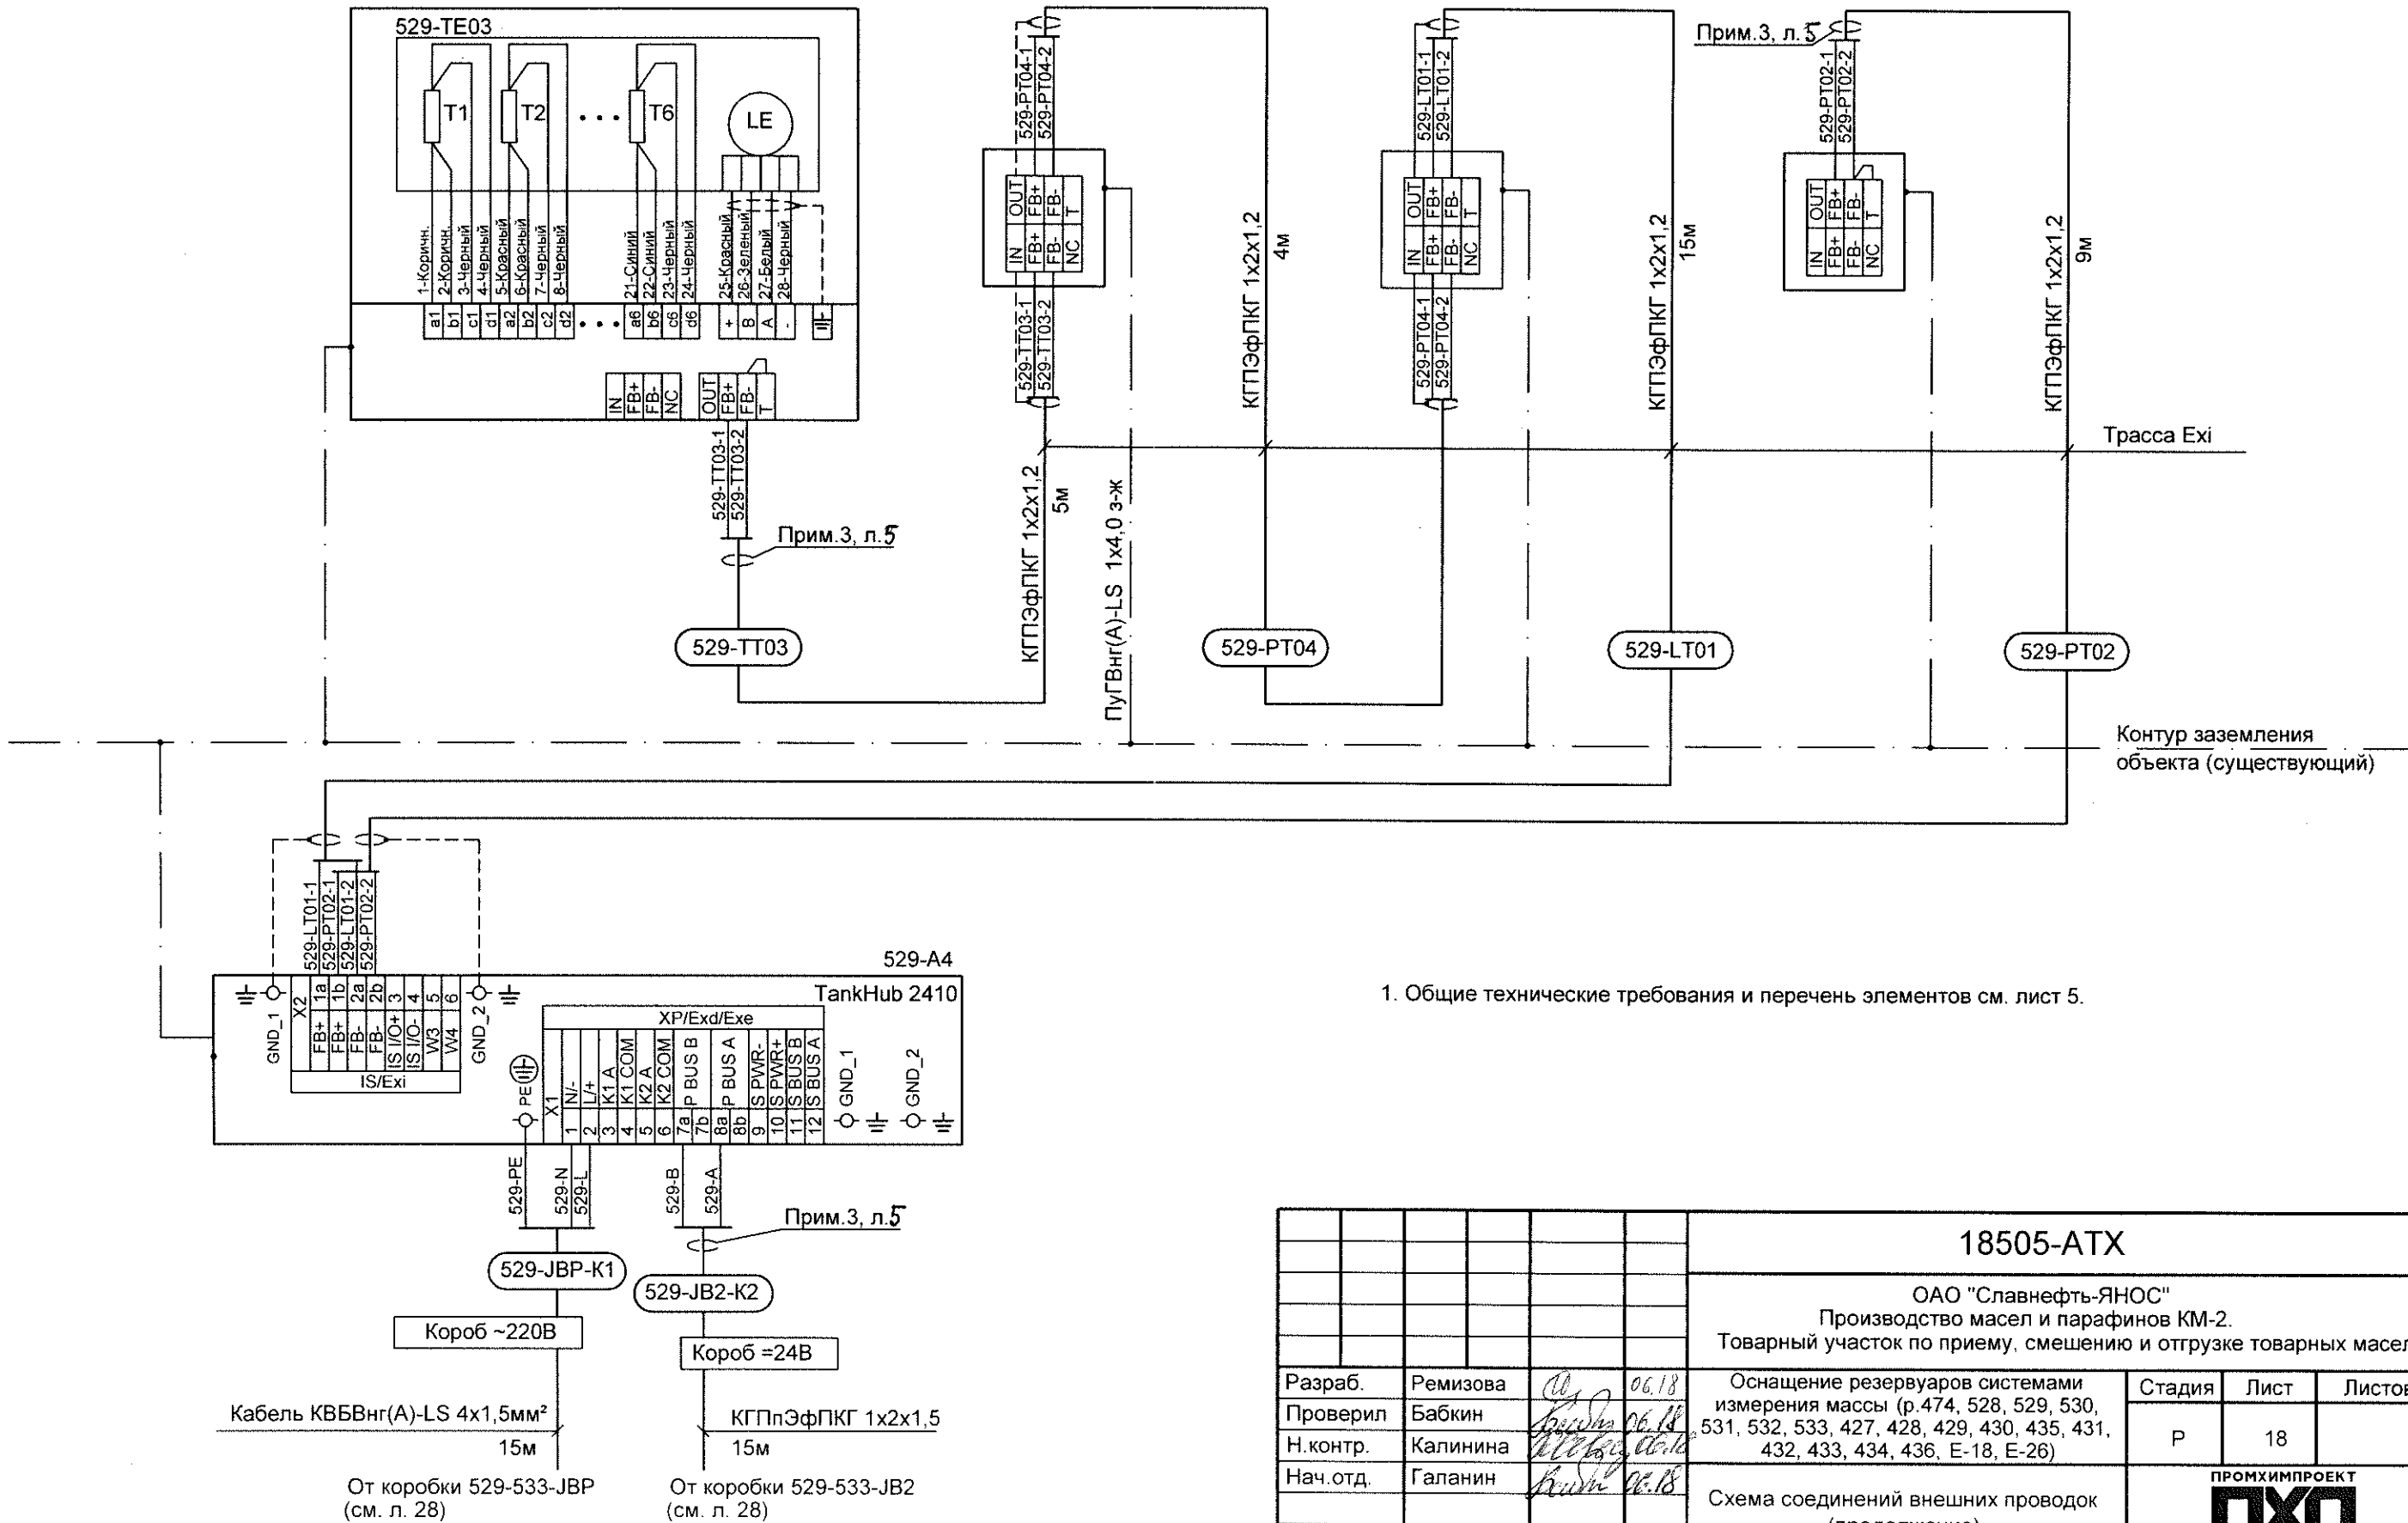 529-TE03
T1
T2
T6
LE
1-Коричн.
2-Коричн.
3-Черный
4-Черный
5-Красный
6-Красный
7-Черный
8-Черный
21-Синий
22-Синий
23-Черный
24-Черный
25-Красный
26-Зеленый
27-Белый
28-Черный
a1
b1
c1
d1
a2
b2
c2
d2
a6
b6
c6
d6
+
B
A
-
IN
FB+
FB-
NC
OUT
FB+
FB-
T
529-TT03-1
529-TT03-2
Прим.3, л.5
529-TT03
529-PT04-1
529-PT04-2
OUT
FB+
FB-
T
IN
FB+
FB-
NC
529-TT03-1
529-TT03-2
КГПЭфПКГ 1x2x1,2
5м
ПуГВнг(А)-LS 1x4,0 з-ж
КГПЭфПКГ 1x2x1,2
4м
529-PT04
529-LT01-1
529-LT01-2
OUT
FB+
FB-
T
IN
FB+
FB-
NC
529-PT04-1
529-PT04-2
КГПЭфПКГ 1x2x1,2
15м
529-LT01
Прим.3, л.5
529-PT02-1
529-PT02-2
OUT
FB+
FB-
T
IN
FB+
FB-
NC
КГПЭфПКГ 1x2x1,2
9м
529-PT02
Трасса Exi
Контур заземления
объекта (существующий)
529-LT01-1
529-PT02-1
529-LT01-2
529-PT02-2
529-A4
TankHub 2410
GND_1
X2
1a
1b
2a
2b
3
4
5
6
FB+
FB+
FB-
FB-
IS I/O+
IS I/O-
W3
W4
IS/Exi
GND_2
PE
XP/Exd/Exe
X1
N/-
L/+
K1 A
K1 COM
K2 A
K2 COM
P BUS B
P BUS A
S PWR-
S PWR+
S BUS B
S BUS A
1
2
3
4
5
6
7a
7b
8a
8b
9
10
11
12
GND_1
GND_2
529-PE
529-N
529-L
529-B
529-A
Прим.3, л.5
529-JBP-K1
529-JB2-K2
Короб ~220В
Короб =24В
Кабель КВБВнг(А)-LS 4x1,5мм²
15м
КГПпЭфПКГ 1x2x1,5
15м
От коробки 529-533-JBP
(см. л. 28)
От коробки 529-533-JB2
(см. л. 28)
1. Общие технические требования и перечень элементов см. лист 5.
18505-АТХ
ОАО "Славнефть-ЯНОС"
Производство масел и парафинов КМ-2.
Товарный участок по приему, смешению и отгрузке товарных масел
Разраб. Ремизова 06.18
Проверил Бабкин 06.18
Н.контр. Калинина 06.18
Нач.отд. Галанин 06.18
Оснащение резервуаров системами
измерения массы (р.474, 528, 529, 530,
531, 532, 533, 427, 428, 429, 430, 435, 431,
432, 433, 434, 436, Е-18, Е-26)
Стадия Лист Листов
Р 18
Схема соединений внешних проводок
(продолжение)
ПРОМХИМПРОЕКТ
ПХП